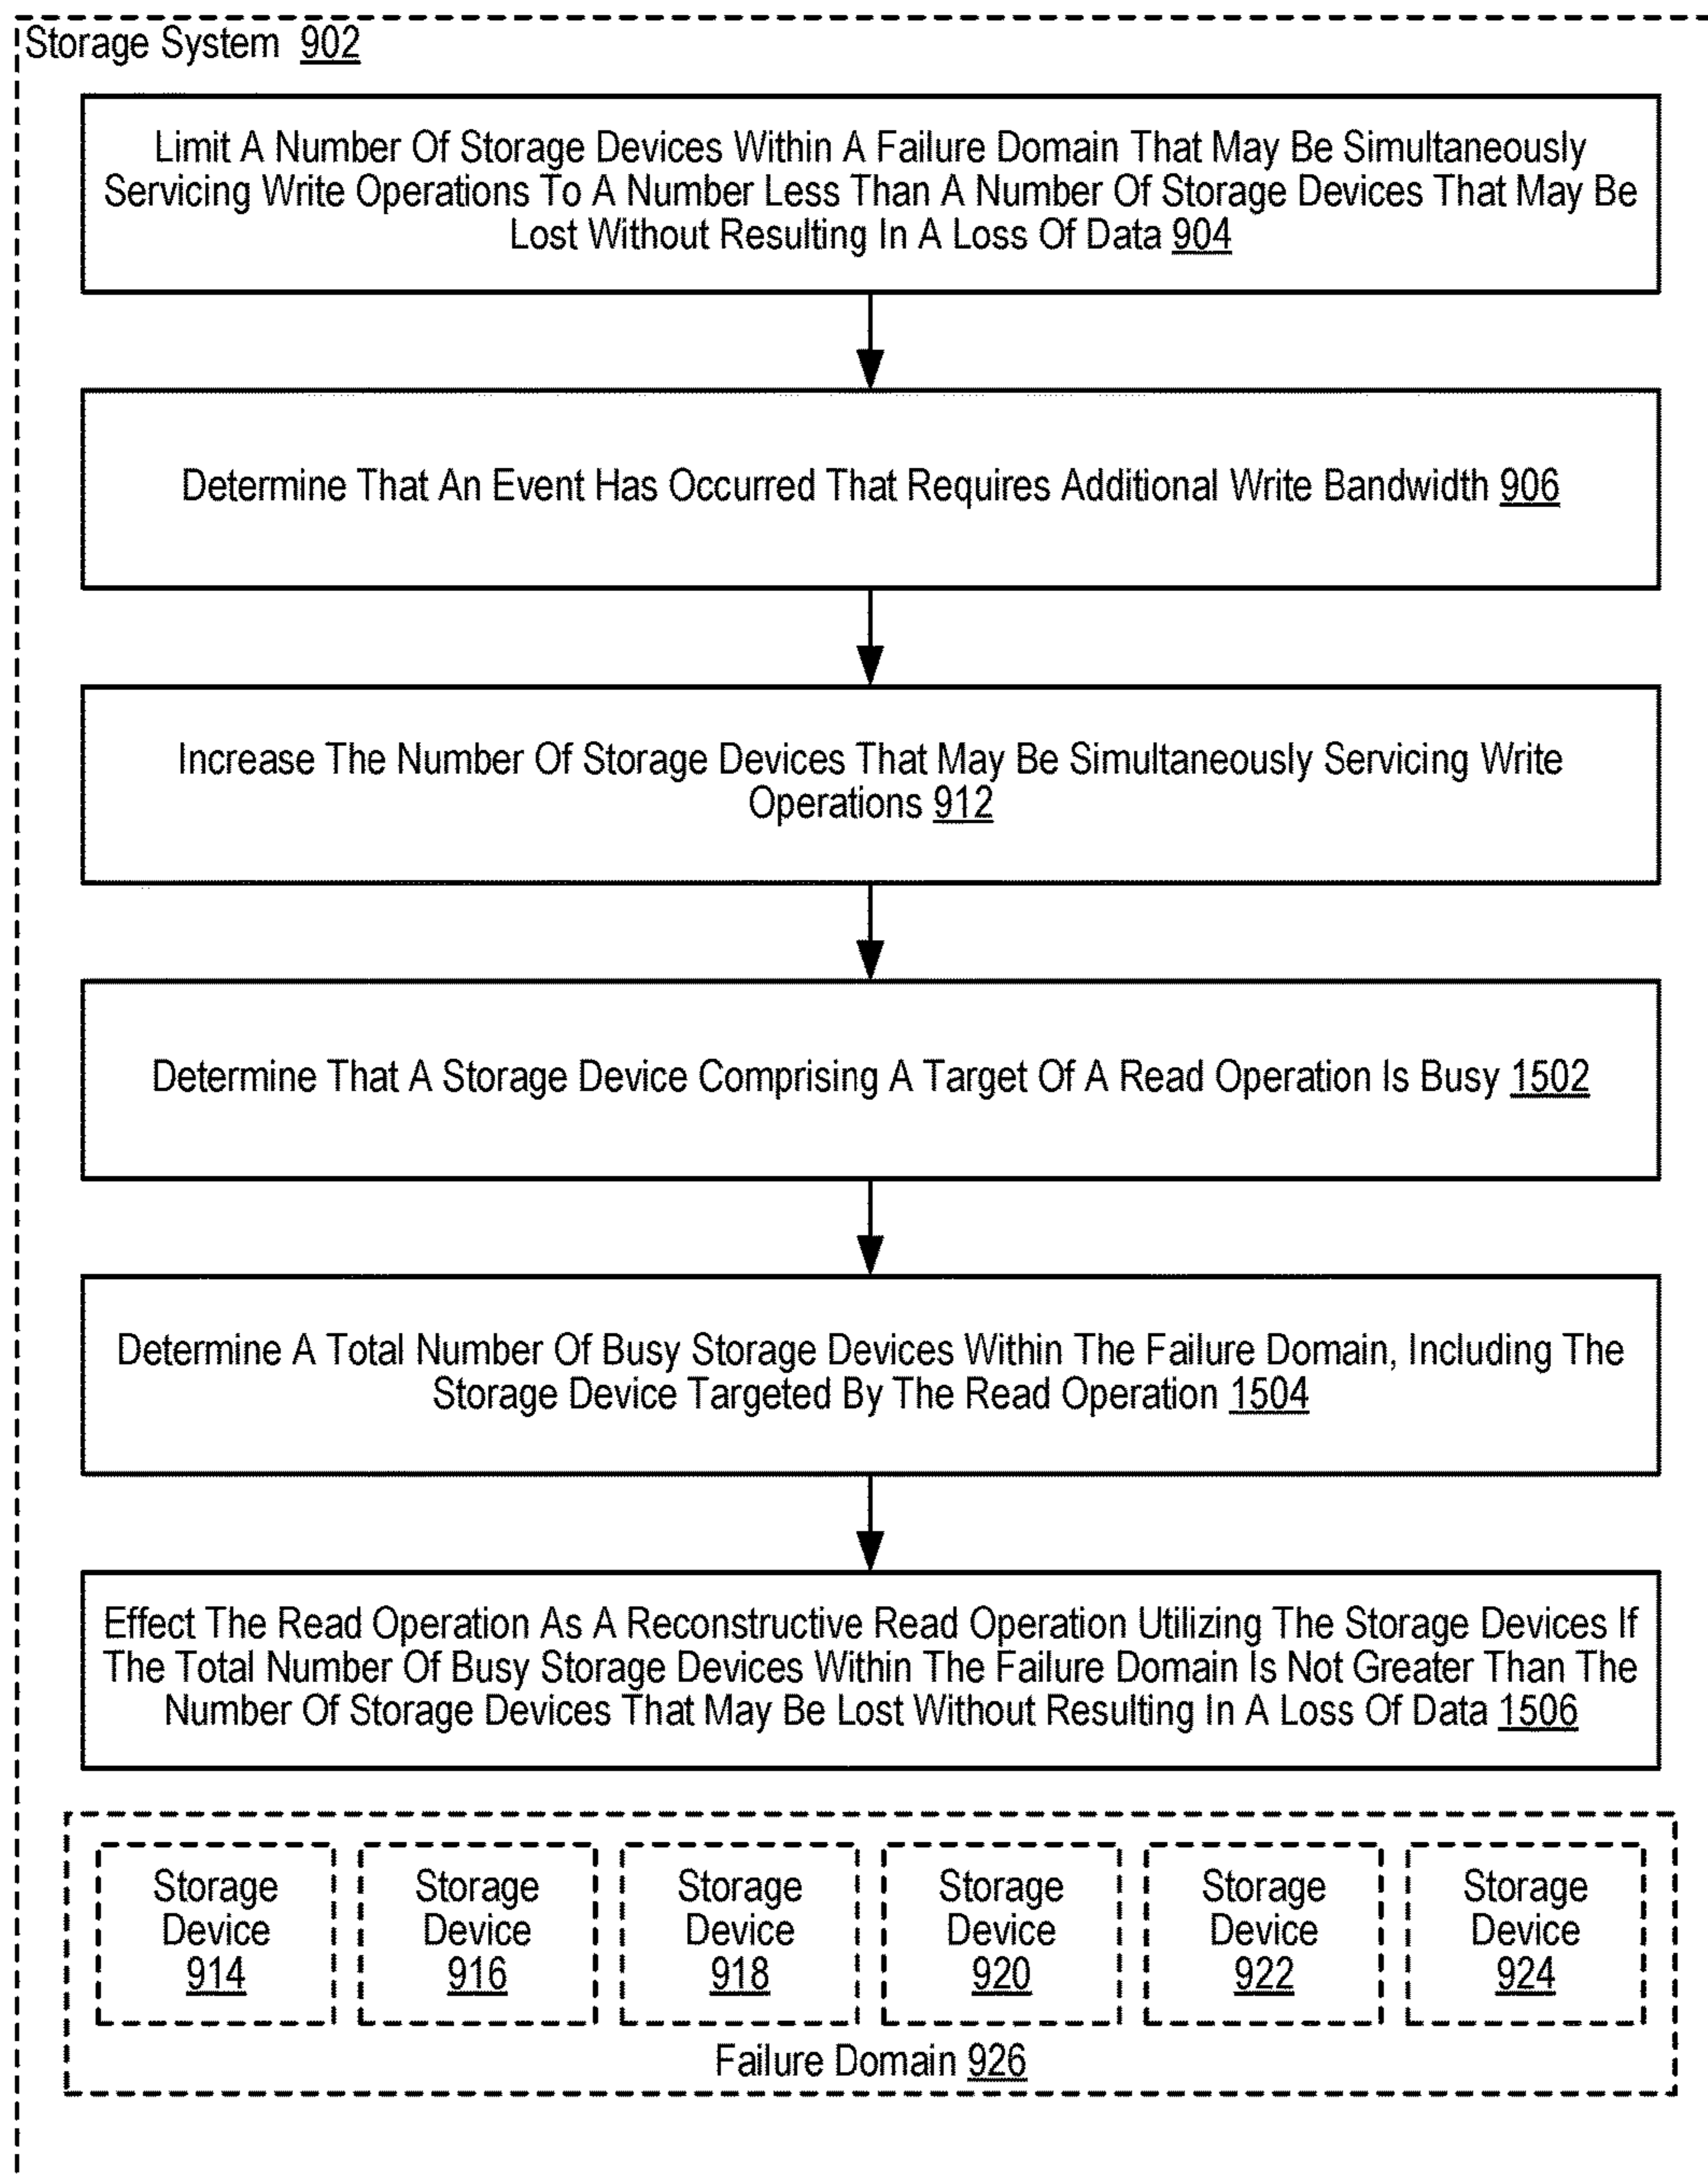 Storage System 902
Limit A Number Of Storage Devices Within A Failure Domain That May Be Simultaneously
Servicing Write Operations To A Number Less Than A Number Of Storage Devices That May Be
Lost Without Resulting In A Loss Of Data 904
Determine That An Event Has Occurred That Requires Additional Write Bandwidth 906
Increase The Number Of Storage Devices That May Be Simultaneously Servicing Write
Operations 912
Determine That A Storage Device Comprising A Target Of A Read Operation Is Busy 1502
Determine A Total Number Of Busy Storage Devices Within The Failure Domain, Including The
Storage Device Targeted By The Read Operation 1504
Effect The Read Operation As A Reconstructive Read Operation Utilizing The Storage Devices If
The Total Number Of Busy Storage Devices Within The Failure Domain Is Not Greater Than The
Number Of Storage Devices That May Be Lost Without Resulting In A Loss Of Data 1506
Storage
Device
914
Storage
Device
916
Storage
Device
918
Storage
Device
920
Storage
Device
922
Storage
Device
924
Failure Domain 926